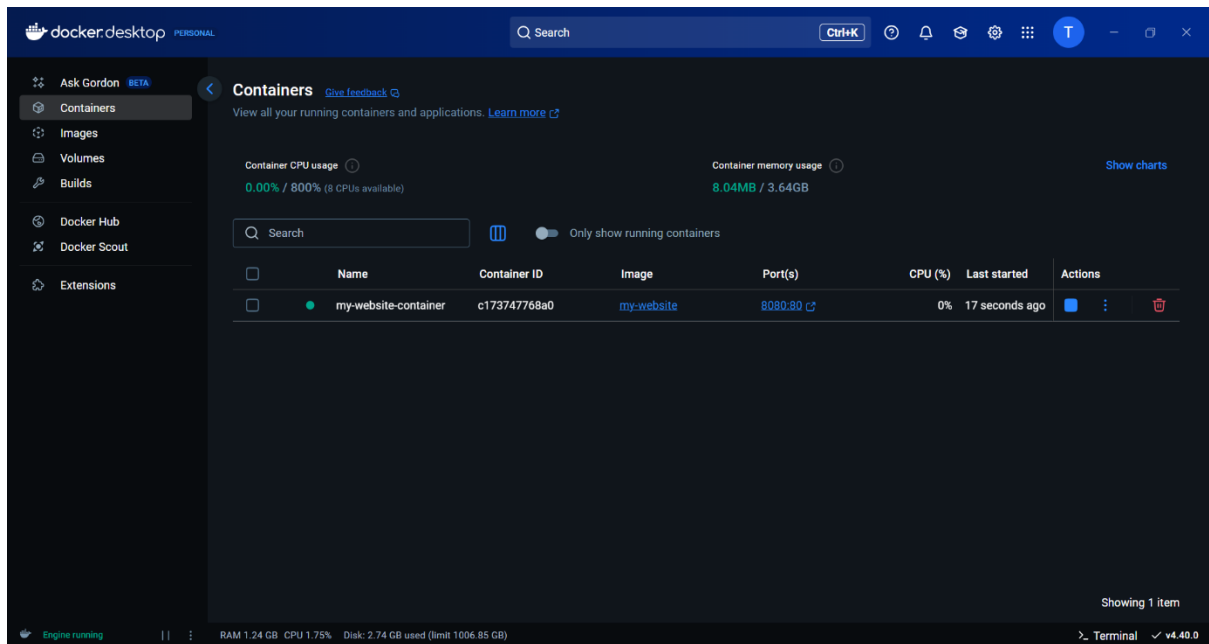 docker.desktop PERSONAL
Search
Ctrl+K
T
Ask Gordon BETA
Containers
Images
Volumes
Builds
Docker Hub
Docker Scout
Extensions
Containers Give feedback
View all your running containers and applications. Learn more
Container CPU usage
0.00% / 800% (8 CPUs available)
Container memory usage
8.04MB / 3.64GB
Show charts
Search
Only show running containers
Name Container ID Image Port(s) CPU (%) Last started Actions
my-website-container c173747768a0 my-website 8080:80 0% 17 seconds ago
Showing 1 item
Engine running
RAM 1.24 GB CPU 1.75% Disk: 2.74 GB used (limit 1006.85 GB)
>_ Terminal v4.40.0